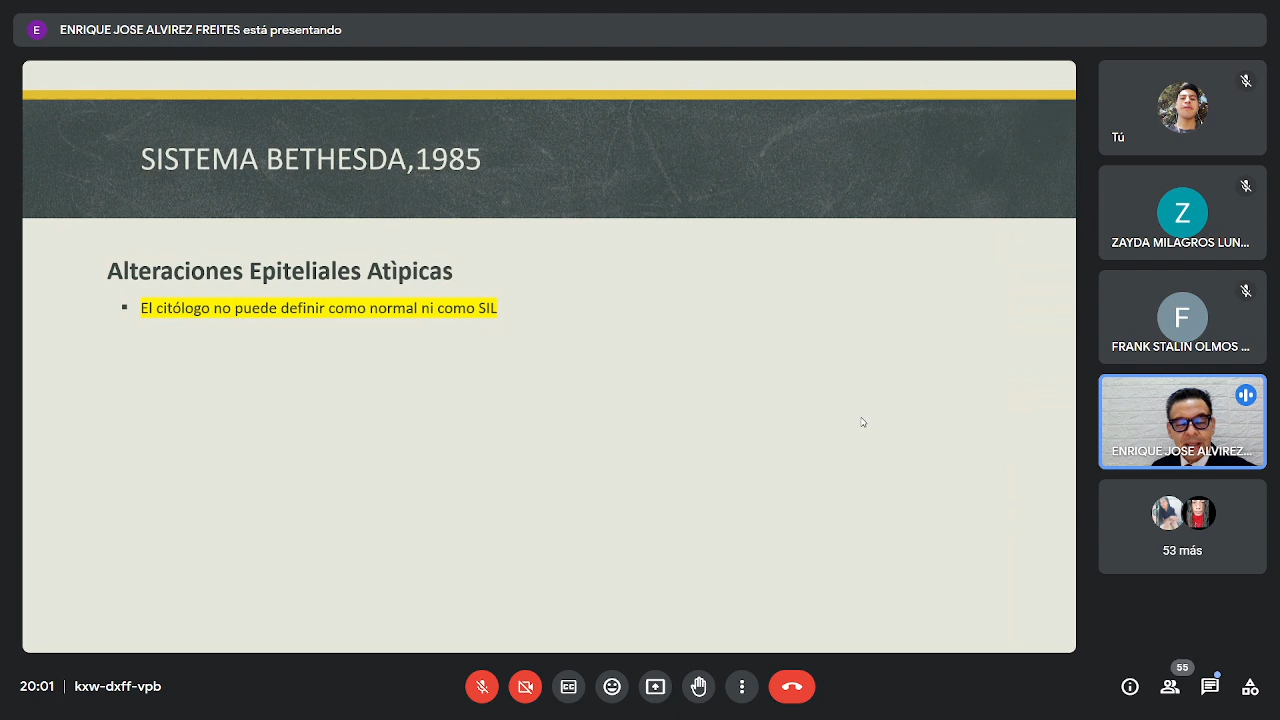 E ENRIQUE JOSE ALVIREZ FREITES está presentando
SISTEMA BETHESDA,1985
Alteraciones Epiteliales Atìpicas
▪ El citólogo no puede definir como normal ni como SIL
Tú
Z
ZAYDA MILAGROS LUN...
F
FRANK STALIN OLMOS ...
ENRIQUE JOSE ALVIREZ...
53 más
20:01 | kxw-dxff-vpb
CC
55